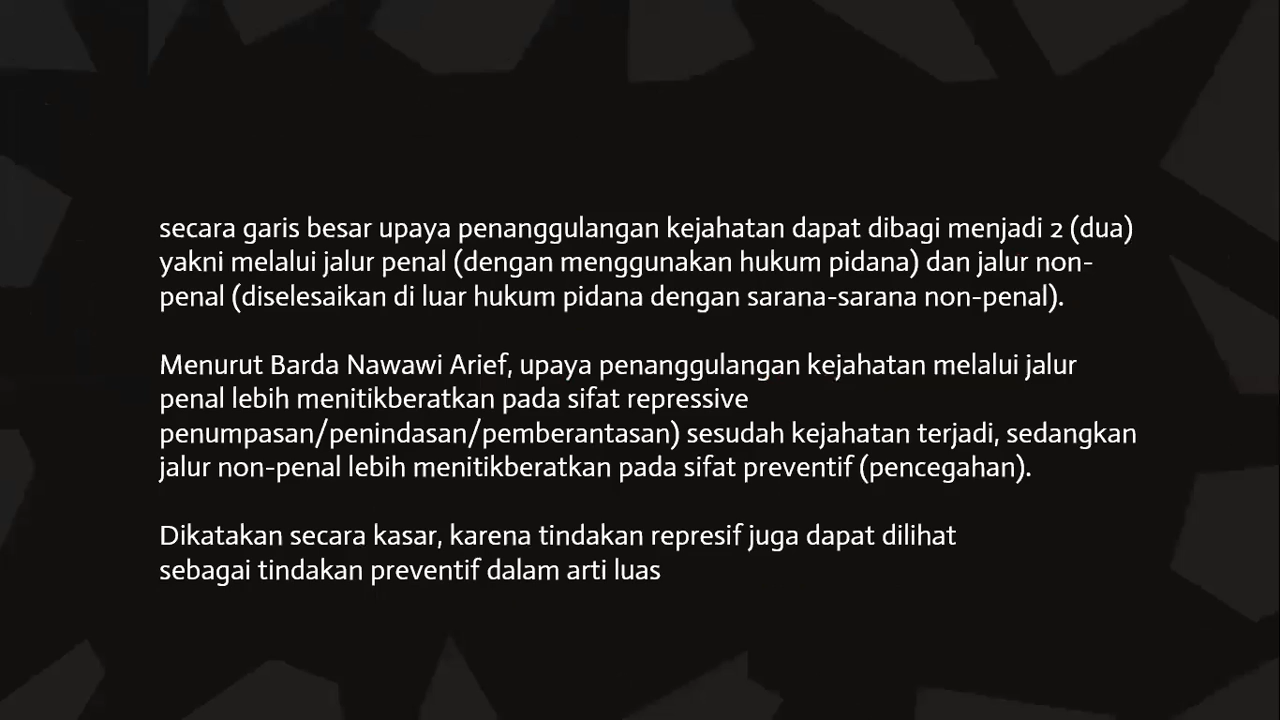 secara garis besar upaya penanggulangan kejahatan dapat dibagi menjadi 2 (dua)
yakni melalui jalur penal (dengan menggunakan hukum pidana) dan jalur non-
penal (diselesaikan di luar hukum pidana dengan sarana-sarana non-penal).
Menurut Barda Nawawi Arief, upaya penanggulangan kejahatan melalui jalur
penal lebih menitikberatkan pada sifat repressive
penumpasan/penindasan/pemberantasan) sesudah kejahatan terjadi, sedangkan
jalur non-penal lebih menitikberatkan pada sifat preventif (pencegahan).
Dikatakan secara kasar, karena tindakan represif juga dapat dilihat
sebagai tindakan preventif dalam arti luas